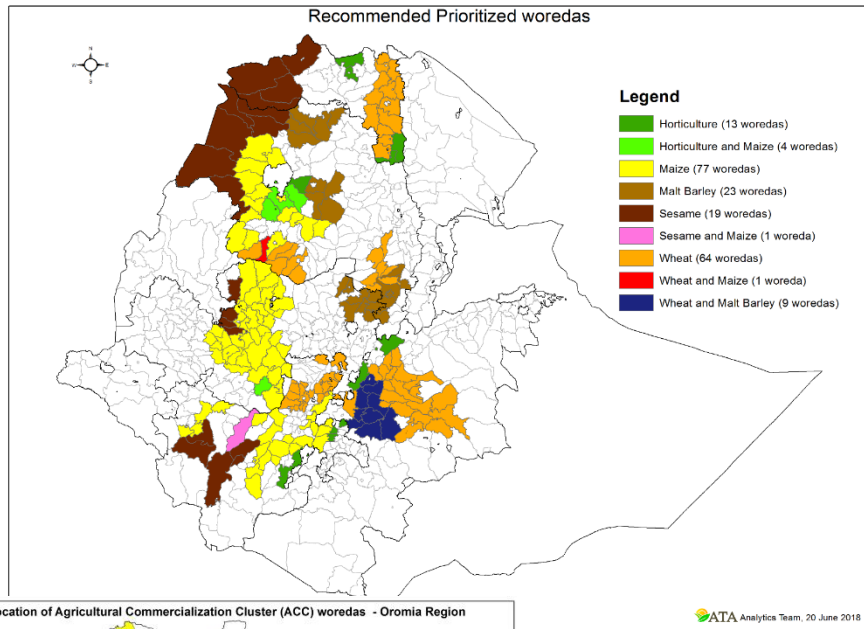 Recommended Prioritized woredas
N
W E
S
Legend
Horticulture (13 woredas)
Horticulture and Maize (4 woredas)
Maize (77 woredas)
Malt Barley (23 woredas)
Sesame (19 woredas)
Sesame and Maize (1 woreda)
Wheat (64 woredas)
Wheat and Maize (1 woreda)
Wheat and Malt Barley (9 woredas)
ocation of Agricultural Commercialization Cluster (ACC) woredas - Oromia Region
ATA Analytics Team, 20 June 2018